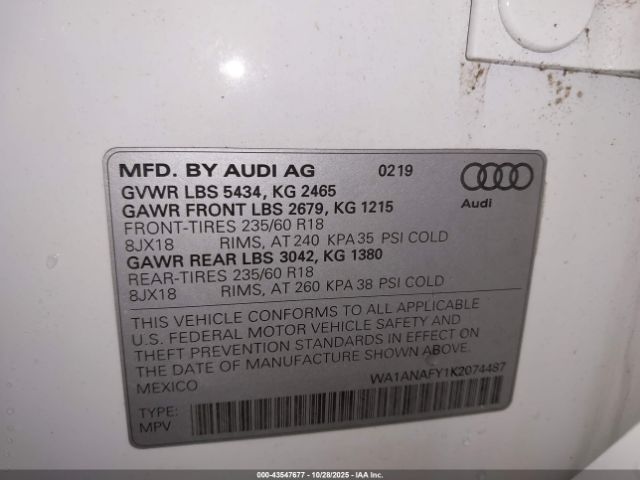 MFD. BY AUDI AG 0219
GVWR LBS 5434, KG 2465
GAWR FRONT LBS 2679, KG 1215
FRONT-TIRES 235/60 R18
8JX18 RIMS, AT 240 KPA 35 PSI COLD
GAWR REAR LBS 3042, KG 1380
REAR-TIRES 235/60 R18
8JX18 RIMS, AT 260 KPA 38 PSI COLD
Audi
THIS VEHICLE CONFORMS TO ALL APPLICABLE
U.S. FEDERAL MOTOR VEHICLE SAFETY AND
THEFT PREVENTION STANDARDS IN EFFECT ON
THE DATE OF MANUFACTURE SHOWN ABOVE.
MEXICO WA1ANAFY1K2074487
TYPE:
MPV
000-43547677 - 10/28/2025 - IAAI.COM